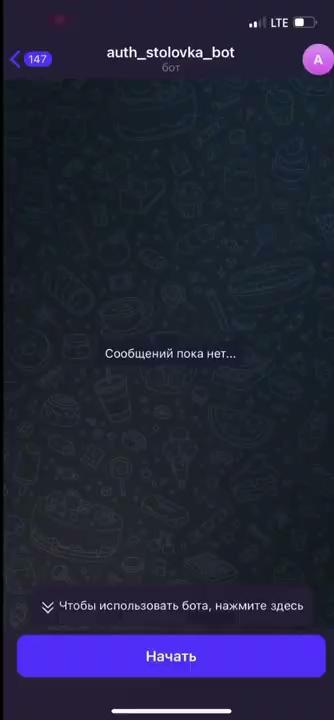 LTE
147
auth_stolovka_bot
бот
A
Сообщений пока нет...
Чтобы использовать бота, нажмите здесь
Начать